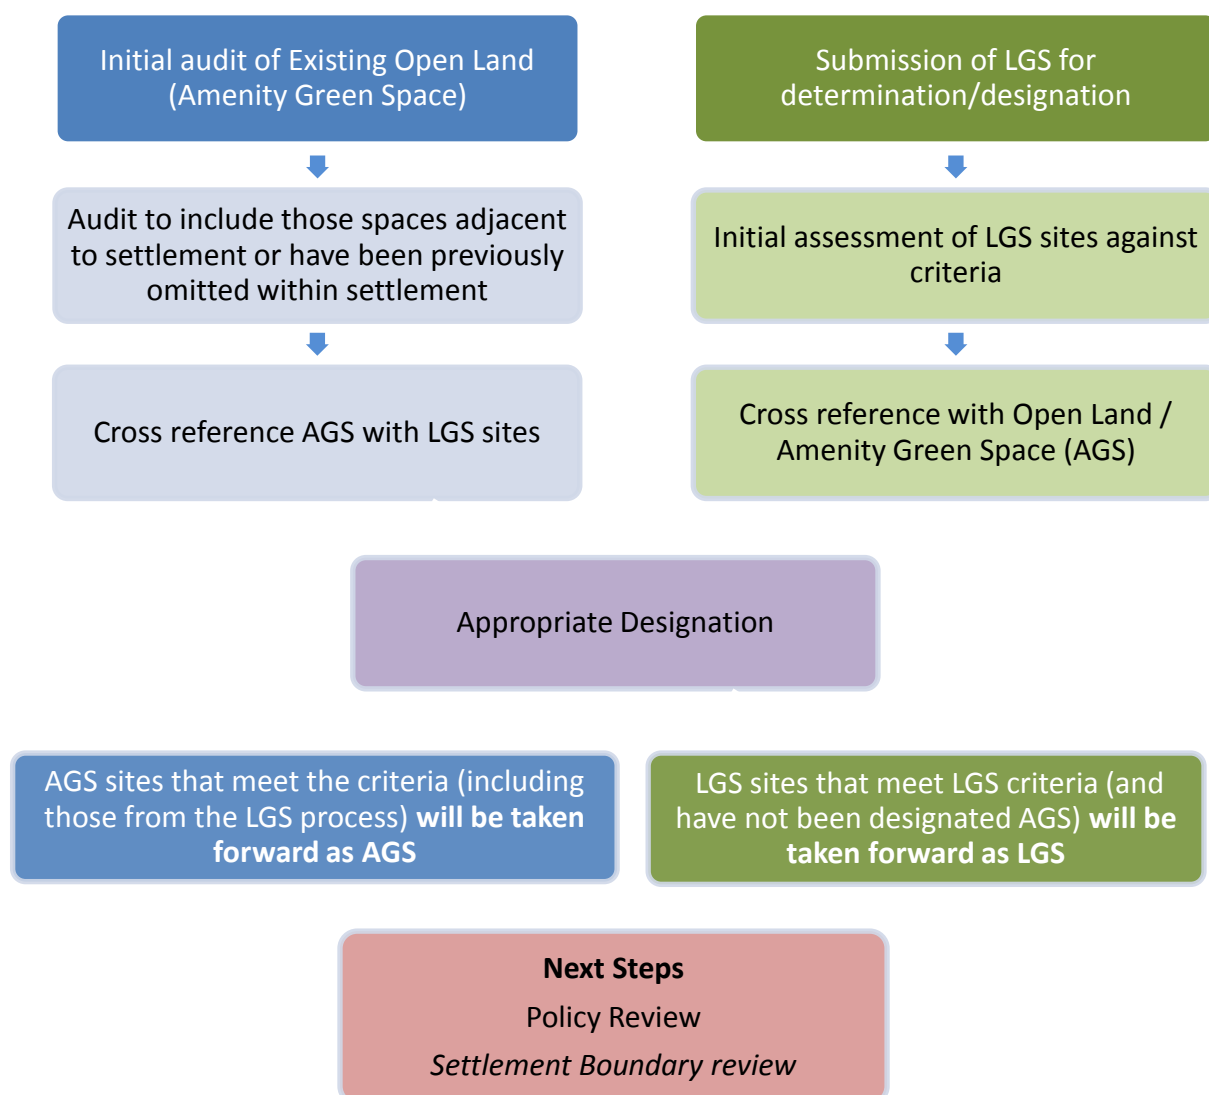 Initial audit of Existing Open Land
(Amenity Green Space)
Submission of LGS for
determination/designation
Audit to include those spaces adjacent
to settlement or have been previously
omitted within settlement
Initial assessment of LGS sites against
criteria
Cross reference AGS with LGS sites
Cross reference with Open Land /
Amenity Green Space (AGS)
Appropriate Designation
AGS sites that meet the criteria (including
those from the LGS process) will be taken
forward as AGS
LGS sites that meet LGS criteria (and
have not been designated AGS) will be
taken forward as LGS
Next Steps
Policy Review
Settlement Boundary review